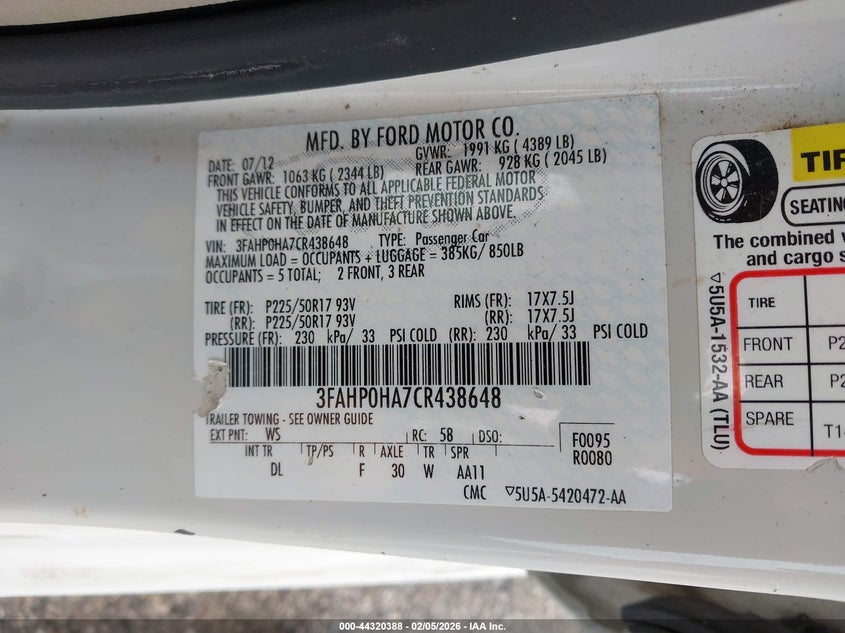 MFD. BY FORD MOTOR CO.
DATE: 07/12 GVWR: 1991 KG ( 4389 LB)
FRONT GAWR: 1063 KG ( 2344 LB) REAR GAWR: 928 KG ( 2045 LB)
THIS VEHICLE CONFORMS TO ALL APPLICABLE FEDERAL MOTOR
VEHICLE SAFETY, BUMPER, AND THEFT PREVENTION STANDARDS
IN EFFECT ON THE DATE OF MANUFACTURE SHOWN ABOVE.
VIN: 3FAHP0HA7CR438648 TYPE: Passenger Car
MAXIMUM LOAD = OCCUPANTS + LUGGAGE = 385KG/ 850LB
OCCUPANTS = 5 TOTAL; 2 FRONT, 3 REAR
TIRE (FR): P225/50R17 93V RIMS (FR): 17X7.5J
(RR): P225/50R17 93V (RR): 17X7.5J
PRESSURE (FR): 230 kPa/ 33 PSI COLD (RR): 230 kPa/ 33 PSI COLD
3FAHP0HA7CR438648
TRAILER TOWING - SEE OWNER GUIDE
EXT PNT: WS RC: 58 DSO: F0095
INT TR TP/PS R AXLE TR SPR R0080
DL F 30 W AA11
CMC ▽5U5A-5420472-AA
TIR
SEATING
The combined
and cargo
TIRE
FRONT P2
REAR P2
SPARE T1
▽5U5A-1532-AA (TLU)
000-44320388 - 02/05/2026 - IAA Inc.